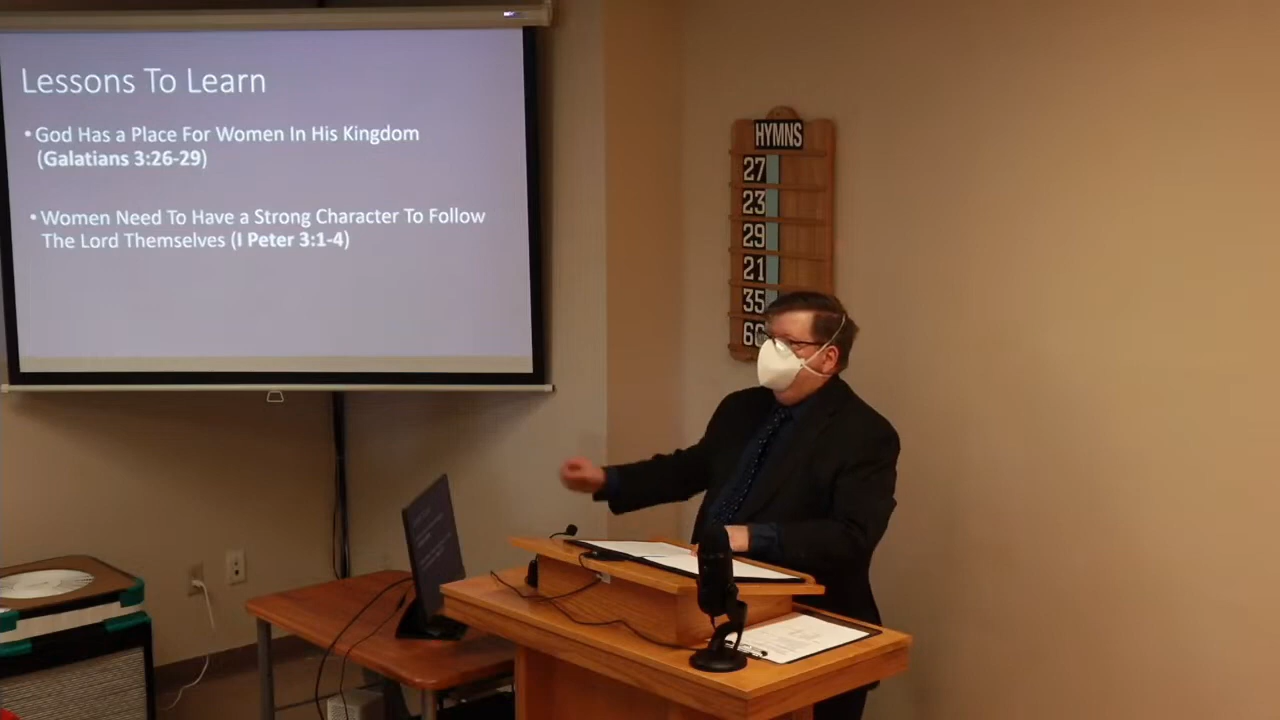 Lessons To Learn
• God Has a Place For Women In His Kingdom
(Galatians 3:26-29)
• Women Need To Have a Strong Character To Follow
The Lord Themselves (I Peter 3:1-4)
HYMNS
27
23
29
21
35